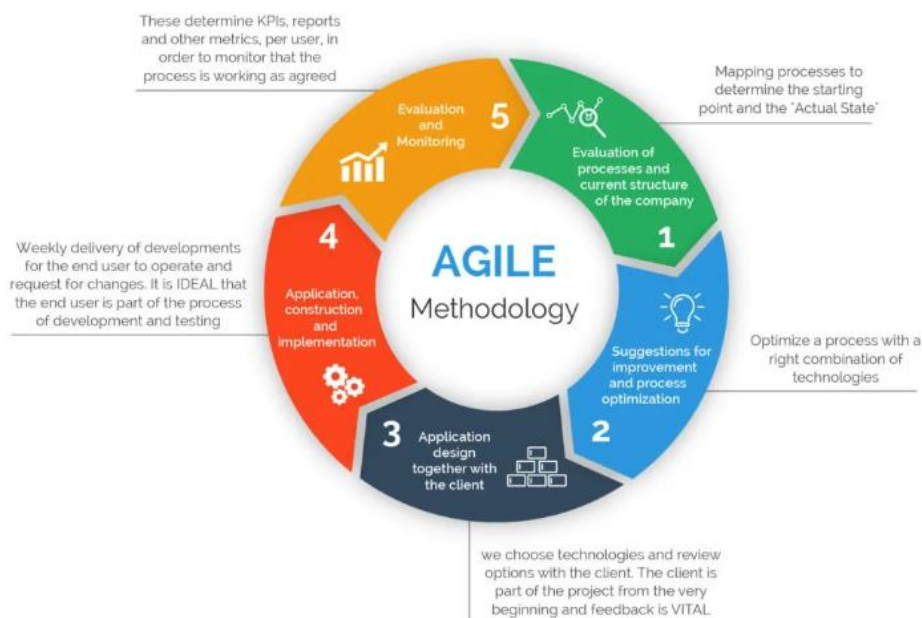 AGILE
Methodology
Mapping processes to
determine the starting
point and the "Actual State"
Evaluation of
processes and
current structure
of the company
1
Optimize a process with a
right combination of
technologies
Suggestions for
improvement
and process
optimization
2
we choose technologies and review
options with the client. The client is
part of the project from the very
beginning and feedback is VITAL
3
Application
design
together with
the client
Weekly delivery of developments
for the end user to operate and
request for changes. It is IDEAL that
the end user is part of the process
of development and testing
4
Application,
construction
and
implementation
These determine KPIs, reports
and other metrics, per user, in
order to monitor that the
process is working as agreed
5
Evaluation
and
Monitoring